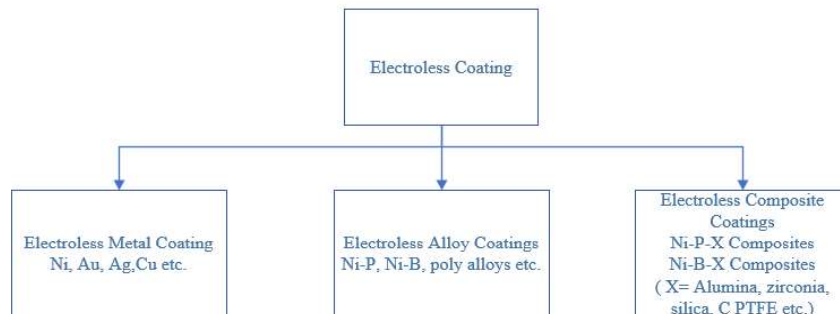 Electroless Coating
Electroless Metal Coating
Ni, Au, Ag,Cu etc.
Electroless Alloy Coatings
Ni-P, Ni-B, poly alloys etc.
Electroless Composite
Coatings
Ni-P-X Composites
Ni-B-X Composites
( X= Alumina, zirconia,
silica, C PTFE etc.)